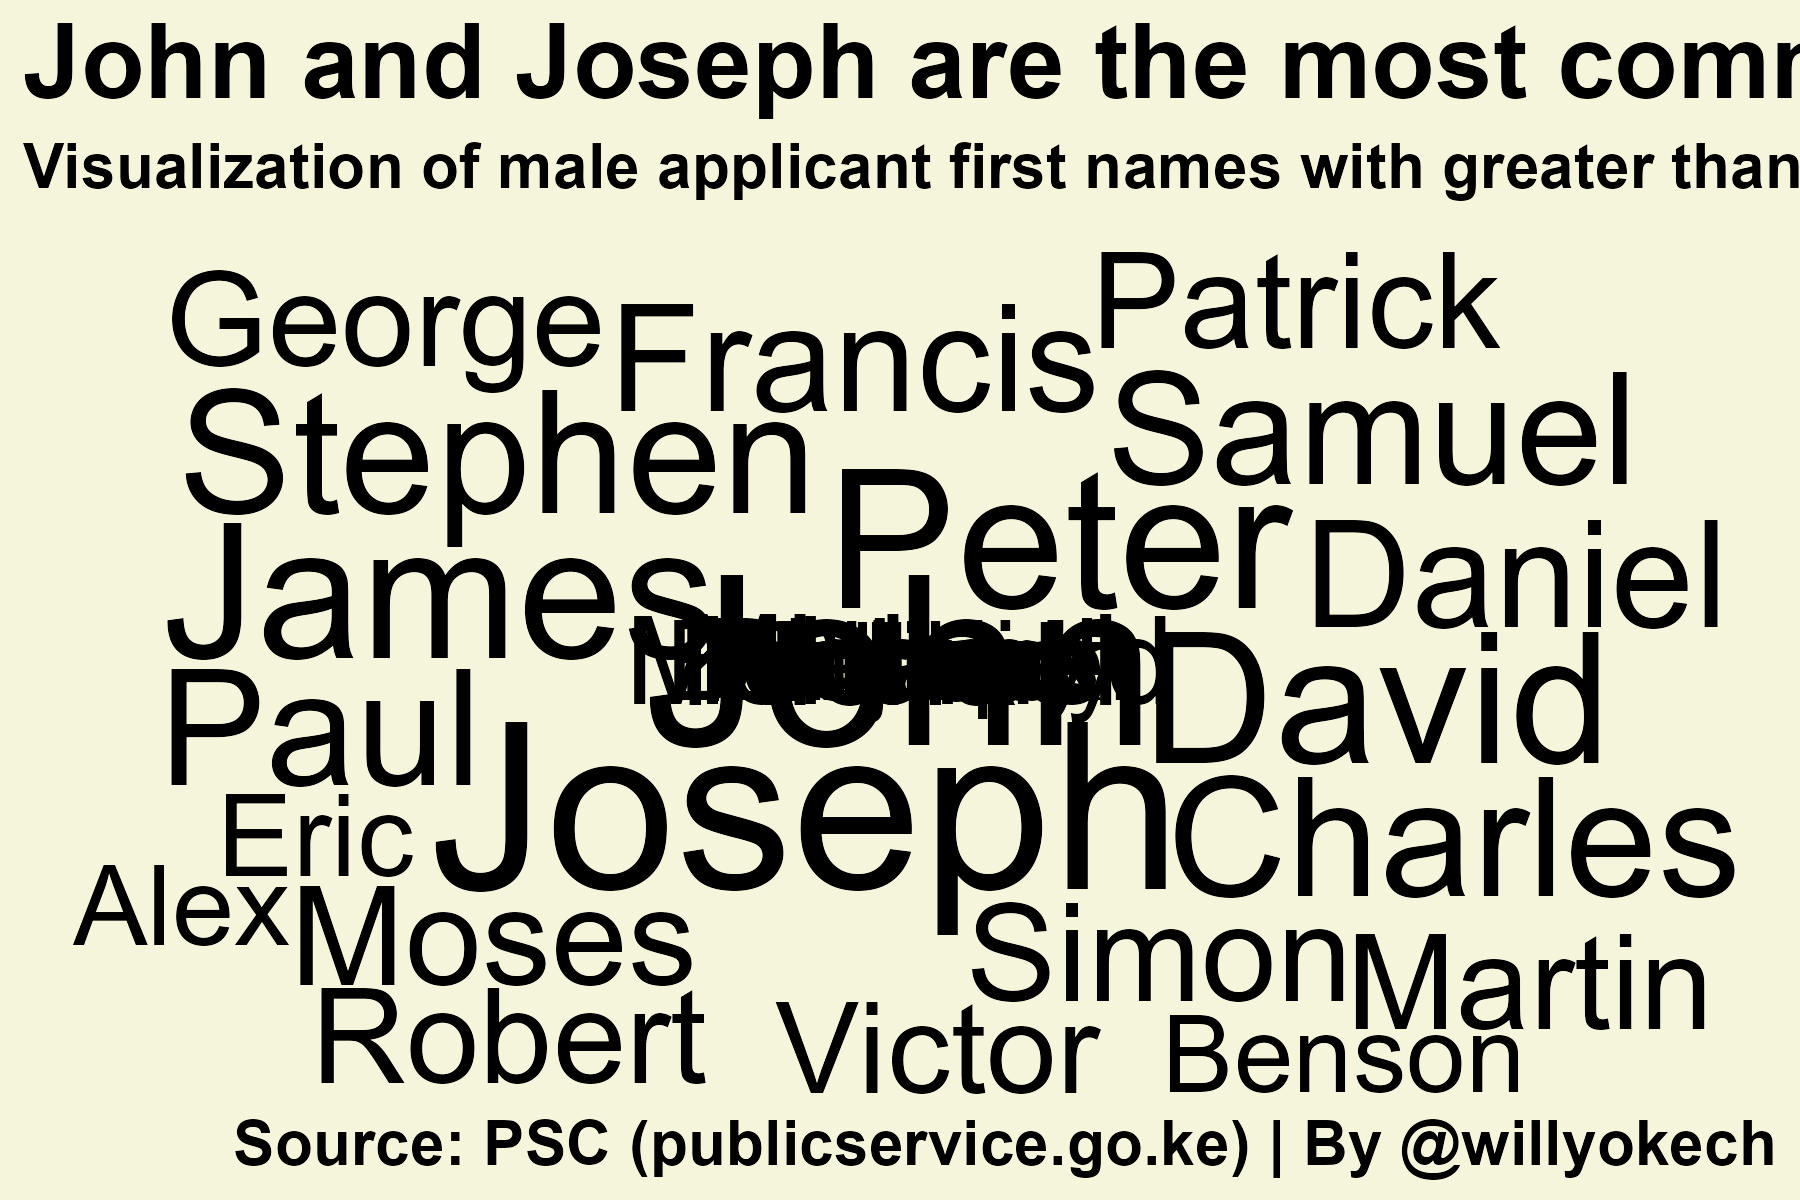 John and Joseph are the most comm
Visualization of male applicant first names with greater than
Patrick
George
Francis
Samuel
Stephen
Peter
Daniel
James
John
David
Paul
Joseph
Charles
Eric
Alex
Moses
Simon
Martin
Robert
Victor
Benson
Source: PSC (publicservice.go.ke) | By @willyokech